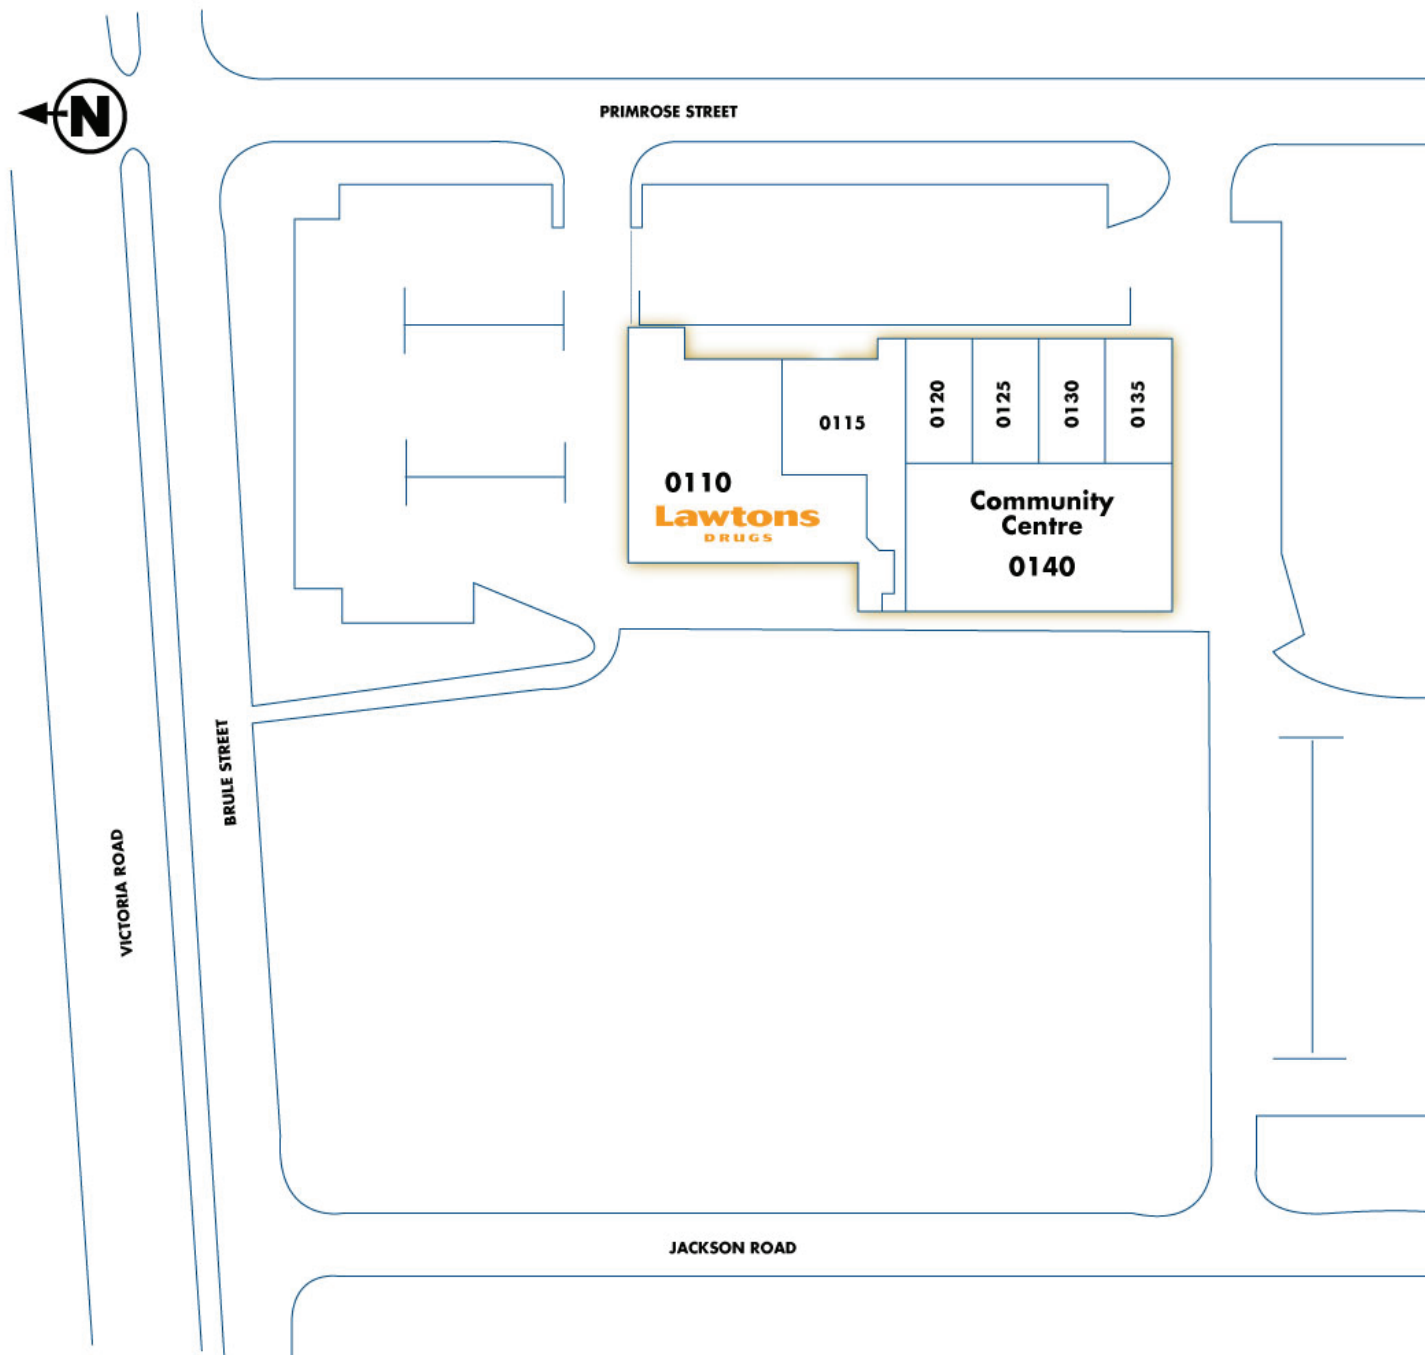 N
PRIMROSE STREET
0120
0125
0130
0135
0115
0110
Lawtons
DRUGS
Community
Centre
0140
BRULE STREET
VICTORIA ROAD
JACKSON ROAD